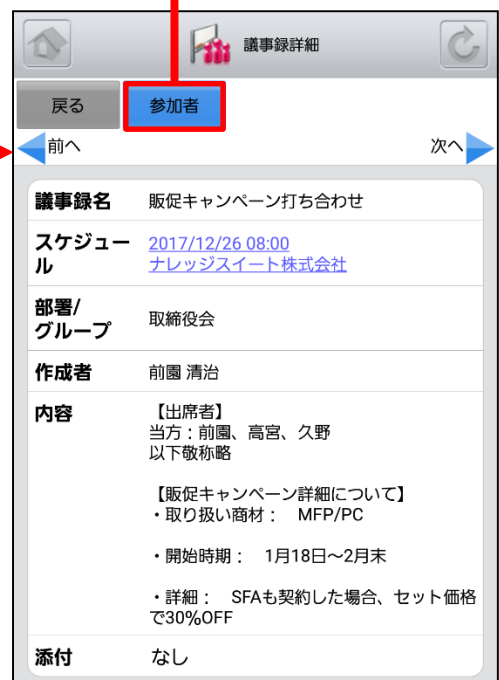 議事録詳細
戻る
参加者
前へ
次へ
議事録名
販促キャンペーン打ち合わせ
スケジュー
ル
2017/12/26 08:00
ナレッジスイート株式会社
部署/
グループ
取締役会
作成者
前園 清治
内容
【出席者】
当方：前園、高宮、久野
以下敬称略
【販促キャンペーン詳細について】
・取り扱い商材： MFP/PC
・開始時期： 1月18日～2月末
・詳細： SFAも契約した場合、セット価格
で30%OFF
添付
なし